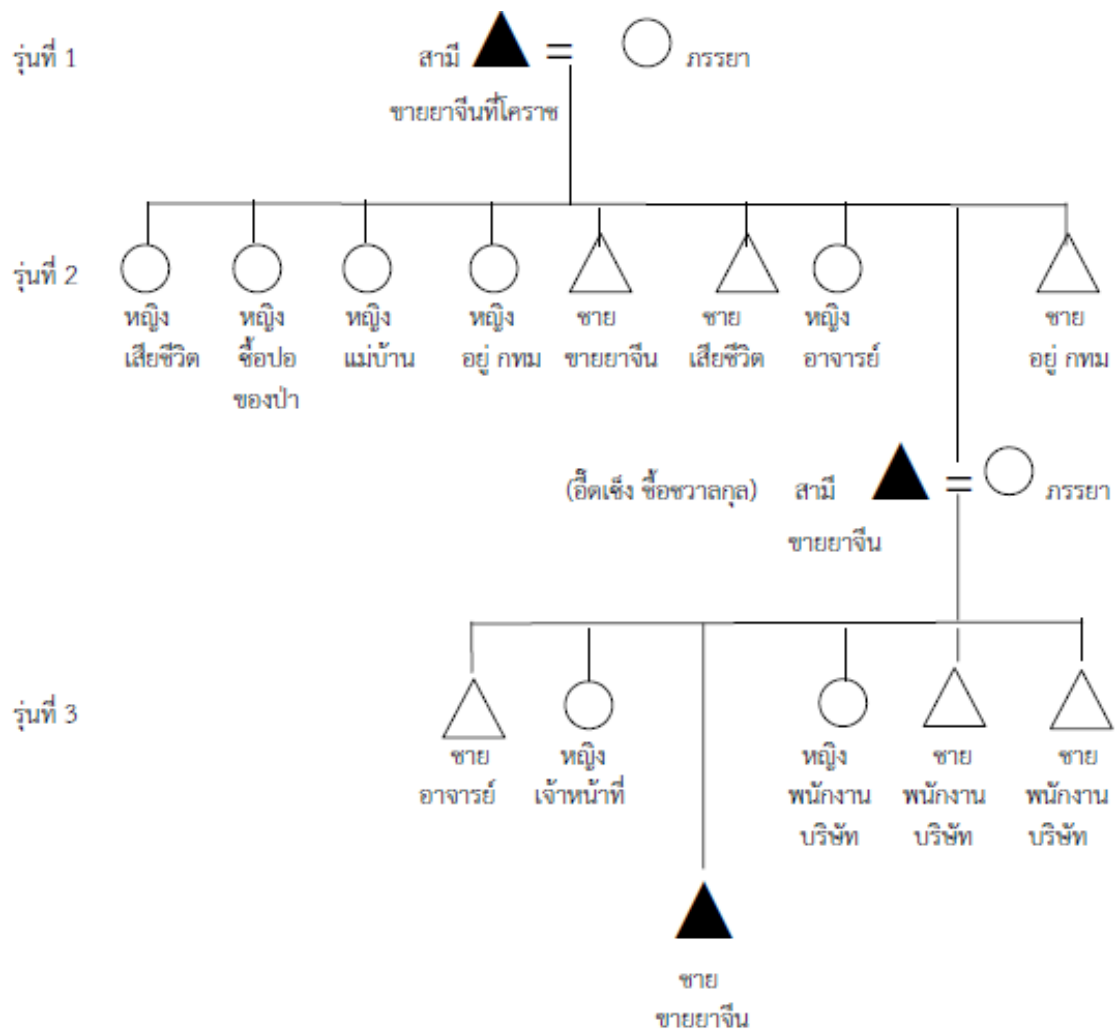 รุ่นที่ 1
สามี = ภรรยา
ขายยาจีนที่โคราช
รุ่นที่ 2
หญิง หญิง หญิง หญิง ชาย ชาย หญิง ชาย
เสียชีวิต ซื้อปอ แม่บ้าน อยู่ กทม ขายยาจีน เสียชีวิต อาจารย์ อยู่ กทม
ของป่า
(อี๊ดเซ็ง ซื้อชวาลกุล) สามี = ภรรยา
ขายยาจีน
รุ่นที่ 3
ชาย หญิง หญิง ชาย ชาย
อาจารย์ เจ้าหน้าที่ พนักงาน พนักงาน พนักงาน
บริษัท บริษัท บริษัท
ชาย
ขายยาจีน